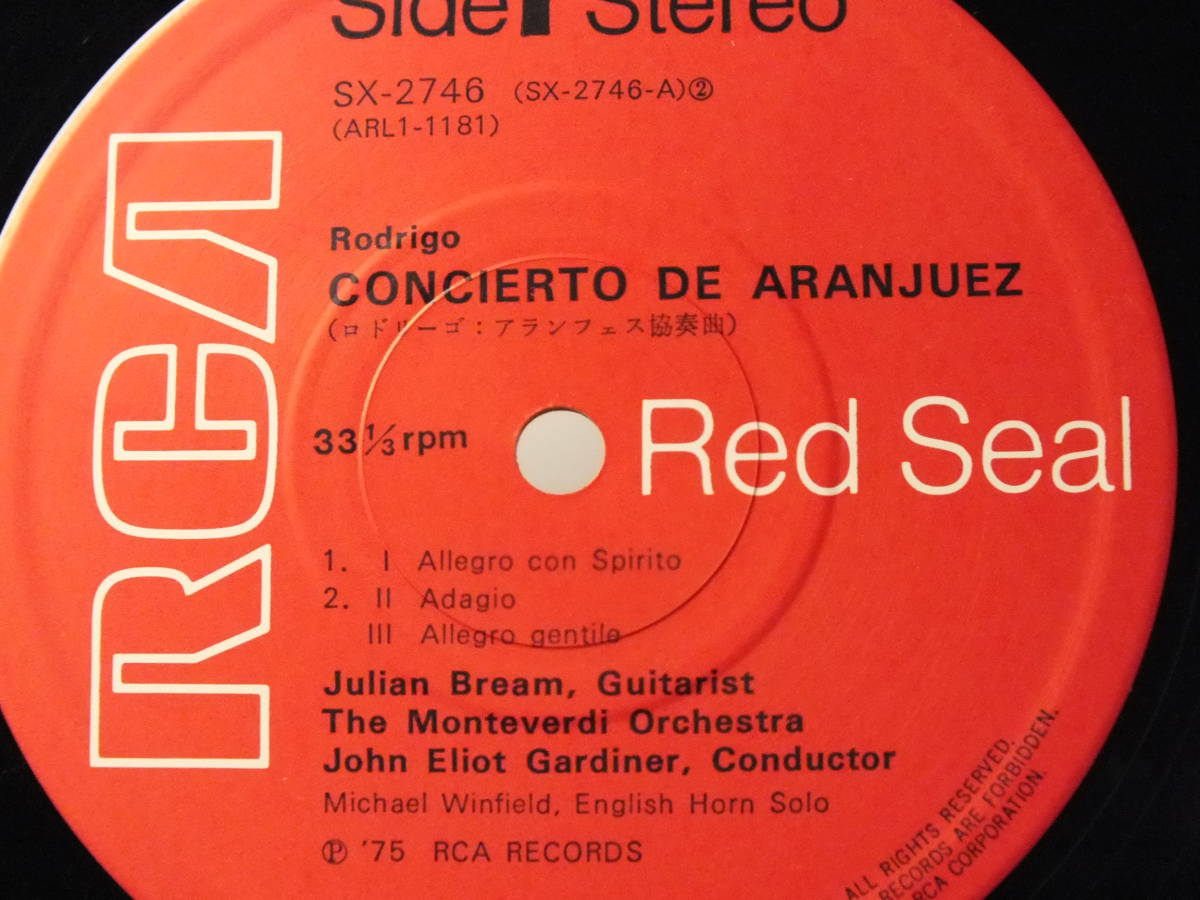 Side 1 Stereo
SX-2746 (SX-2746-A)②
(ARL1-1181)
RCA
Rodrigo
CONCIERTO DE ARANJUEZ
(ロドリーゴ：アランフェス協奏曲)
33 1/3 rpm
Red Seal
1. I Allegro con Spirito
2. II Adagio
III Allegro gentile
Julian Bream, Guitarist
The Monteverdi Orchestra
John Eliot Gardiner, Conductor
Michael Winfield, English Horn Solo
℗ '75 RCA RECORDS
ALL RIGHTS RESERVED.
RECORDS ARE FORBIDDEN.
RCA CORPORATION.